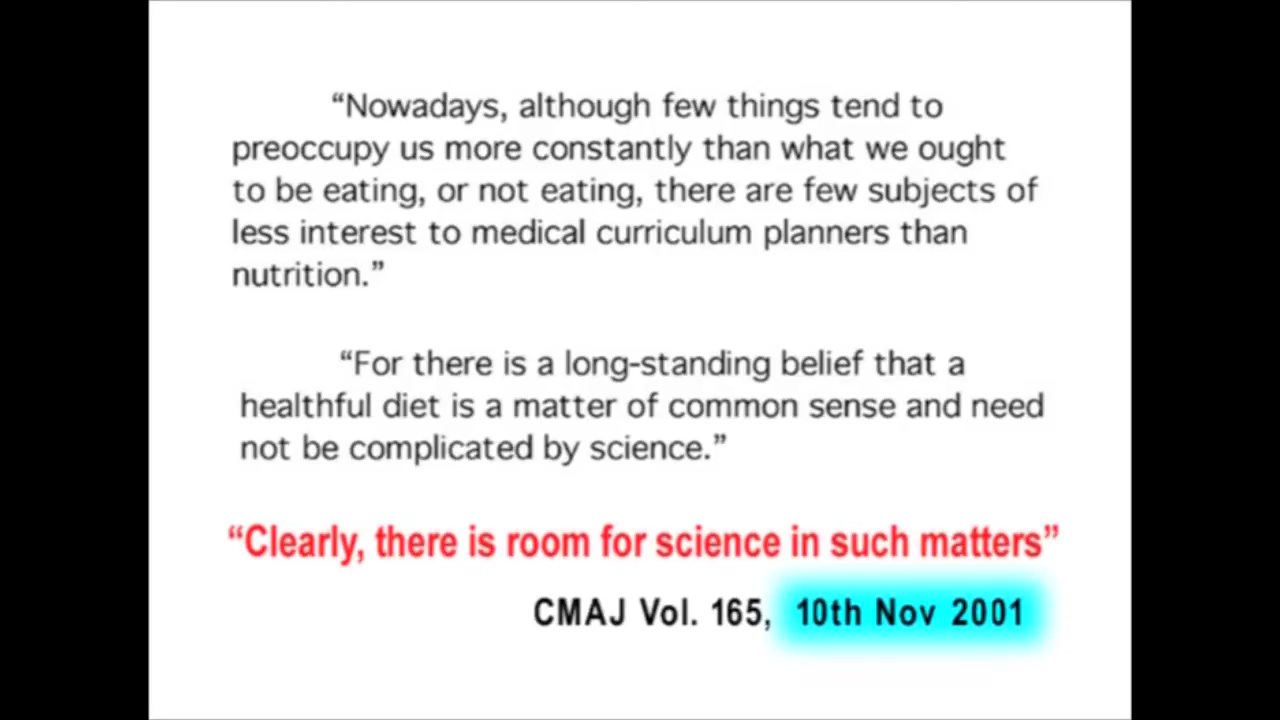 “Nowadays, although few things tend to
preoccupy us more constantly than what we ought
to be eating, or not eating, there are few subjects of
less interest to medical curriculum planners than
nutrition.”
“For there is a long-standing belief that a
healthful diet is a matter of common sense and need
not be complicated by science.”
“Clearly, there is room for science in such matters”
CMAJ Vol. 165, 10th Nov 2001